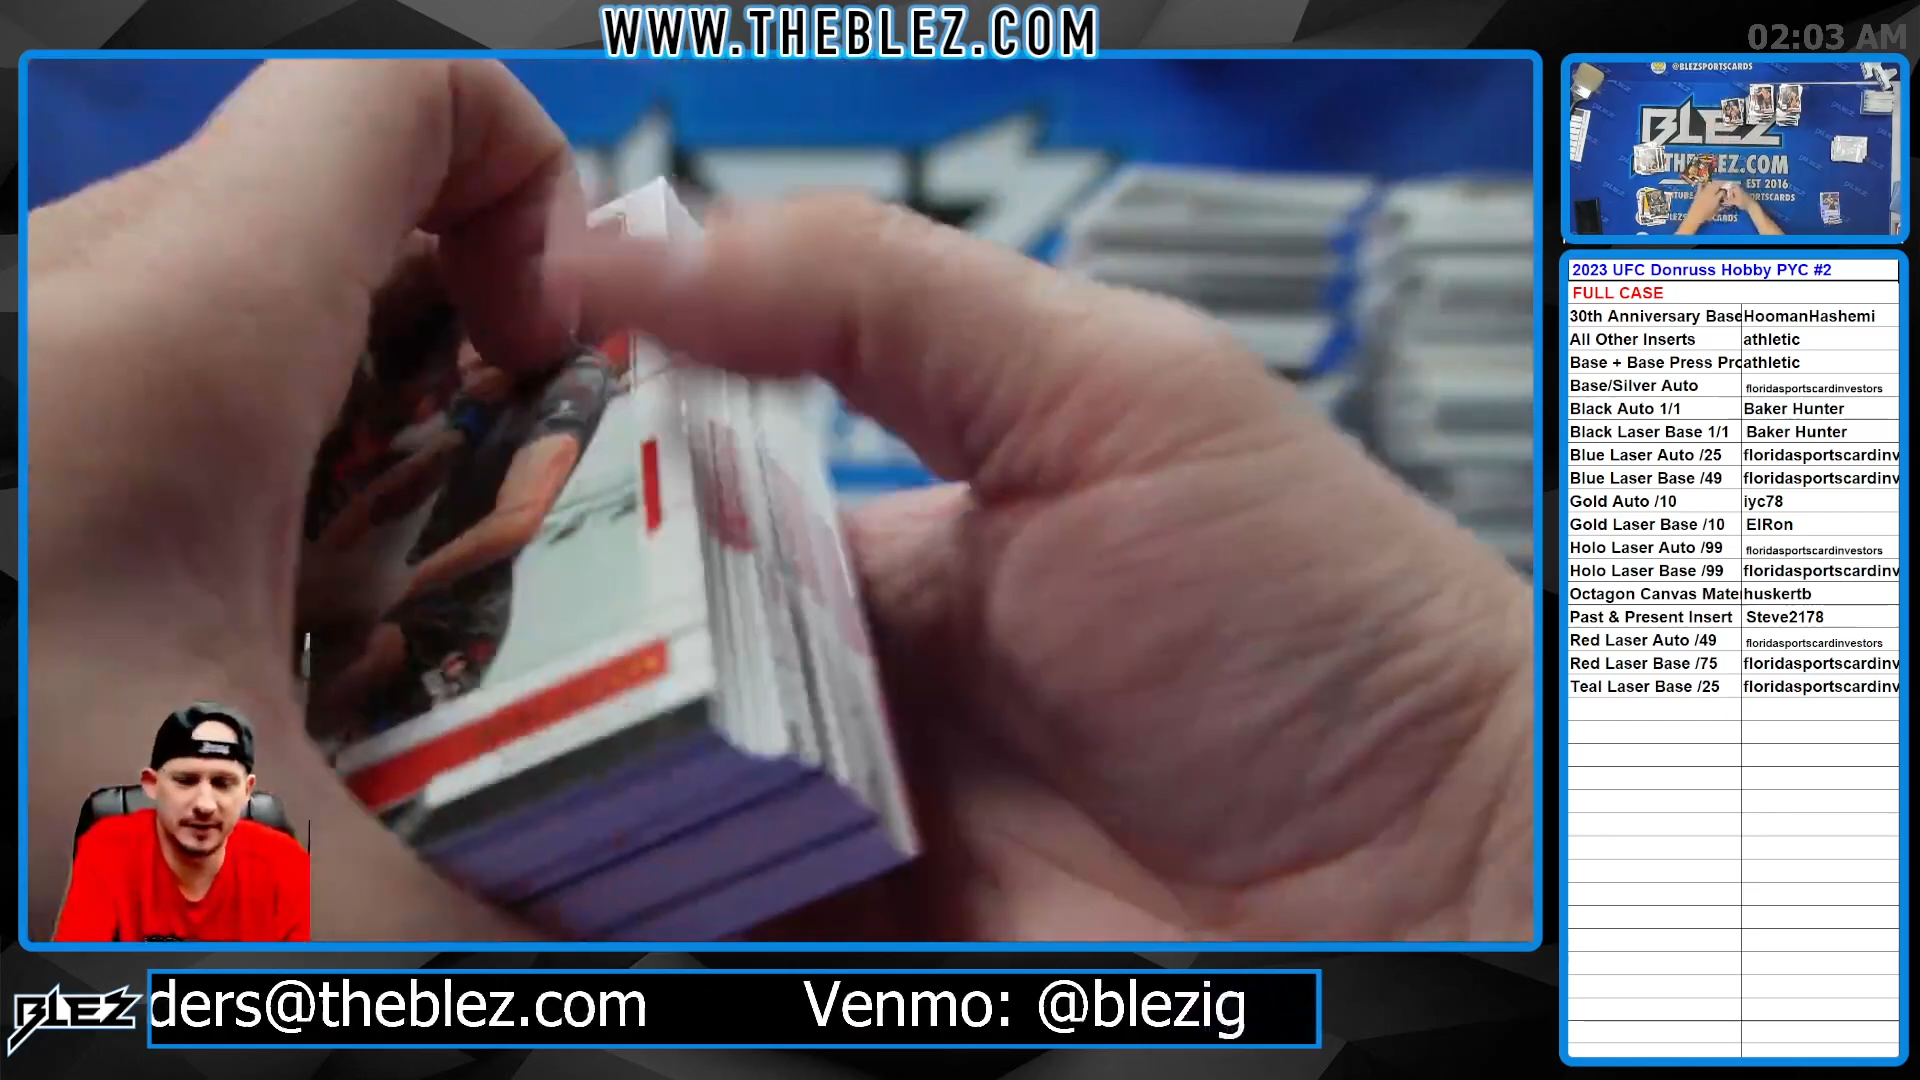 WWW.THEBLEZ.COM
02:03 AM
@BLEZSPORTSCARDS
BLEZ
EST 2016
2023 UFC Donruss Hobby PYC #2
FULL CASE
30th Anniversary Base HoomanHashemi
All Other Inserts athletic
Base + Base Press Pro athletic
Base/Silver Auto floridasportscardinvestors
Black Auto 1/1 Baker Hunter
Black Laser Base 1/1 Baker Hunter
Blue Laser Auto /25 floridasportscardinv
Blue Laser Base /49 floridasportscardinv
Gold Auto /10 iyc78
Gold Laser Base /10 ElRon
Holo Laser Auto /99 floridasportscardinvestors
Holo Laser Base /99 floridasportscardinv
Octagon Canvas Mate huskertb
Past & Present Insert Steve2178
Red Laser Auto /49 floridasportscardinvestors
Red Laser Base /75 floridasportscardinv
Teal Laser Base /25 floridasportscardinv
BLEZ
ders@theblez.com Venmo: @blezig